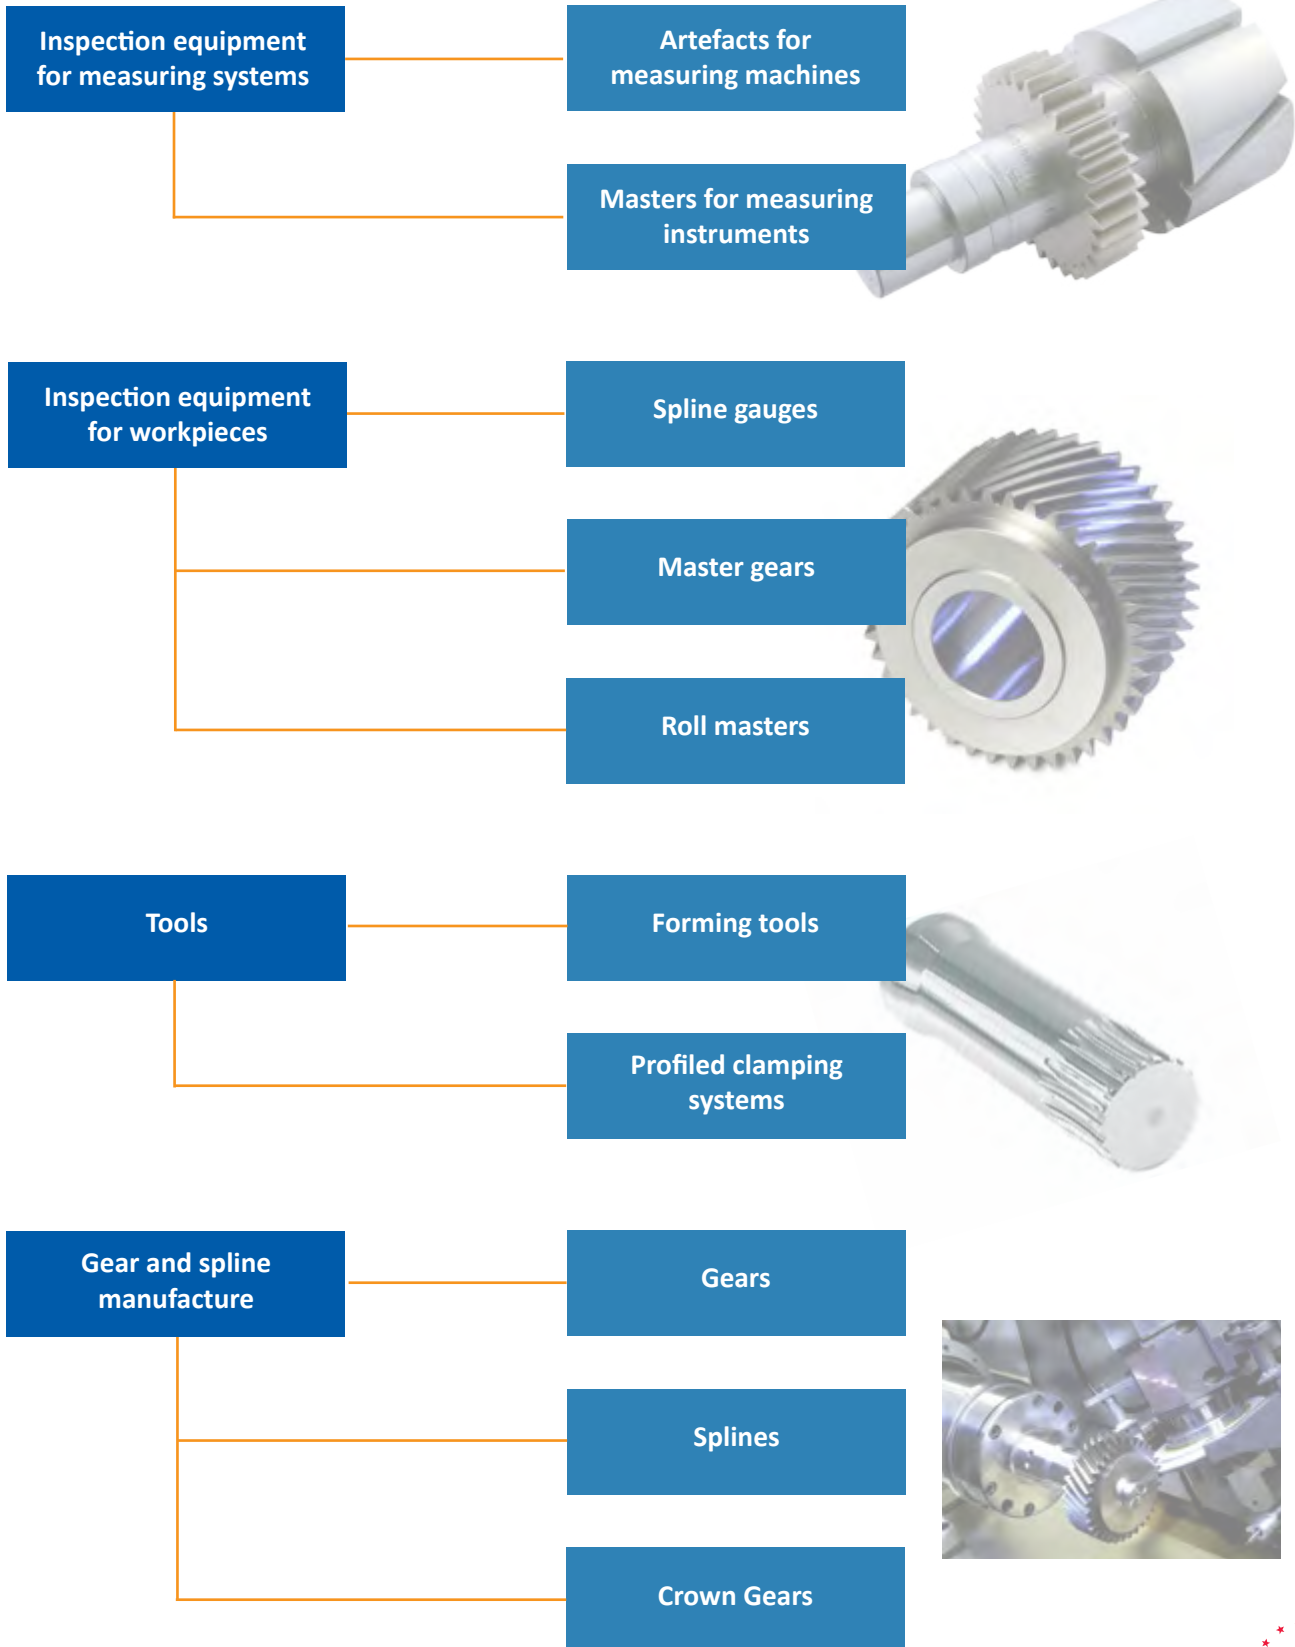 Inspection equipment
for measuring systems
Artefacts for
measuring machines
Masters for measuring
instruments
Inspection equipment
for workpieces
Spline gauges
Master gears
Roll masters
Tools
Forming tools
Profiled clamping
systems
Gear and spline
manufacture
Gears
Splines
Crown Gears